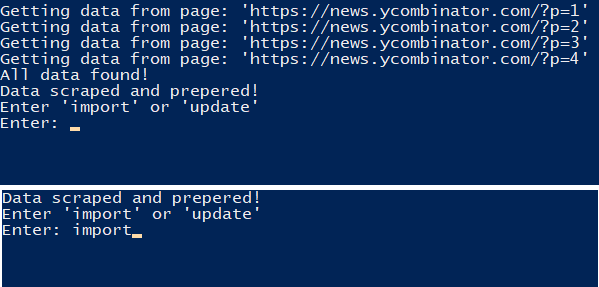 Getting data from page: 'https://news.ycombinator.com/?p=1'
Getting data from page: 'https://news.ycombinator.com/?p=2'
Getting data from page: 'https://news.ycombinator.com/?p=3'
Getting data from page: 'https://news.ycombinator.com/?p=4'
All data found!
Data scraped and prepered!
Enter 'import' or 'update'
Enter:
Data scraped and prepered!
Enter 'import' or 'update'
Enter: import